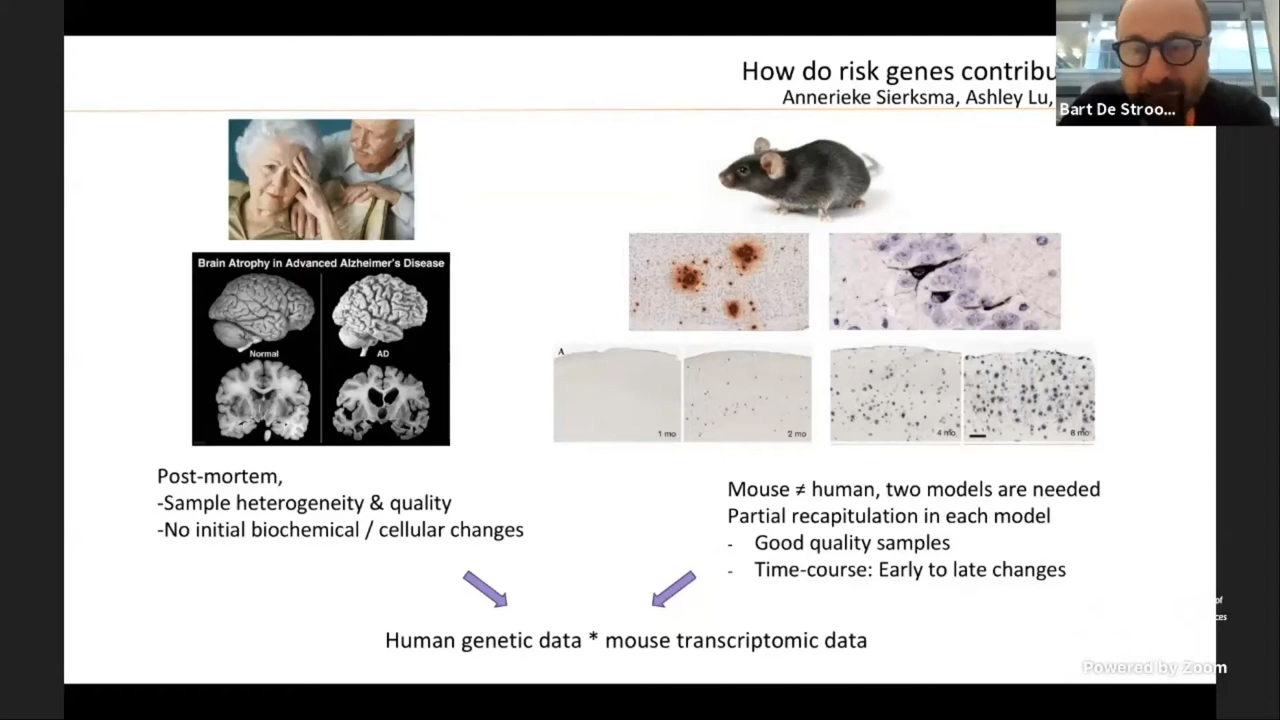 How do risk genes contribu
Annerieke Sierksma, Ashley Lu,
Bart De Stroo...
Brain Atrophy in Advanced Alzheimer's Disease
Normal
AD
A
1 mo
2 mo
4 mo
8 mo
Post-mortem,
-Sample heterogeneity & quality
-No initial biochemical / cellular changes
Mouse ≠ human, two models are needed
Partial recapitulation in each model
- Good quality samples
- Time-course: Early to late changes
Human genetic data * mouse transcriptomic data
of
ces
Powered by Zoom